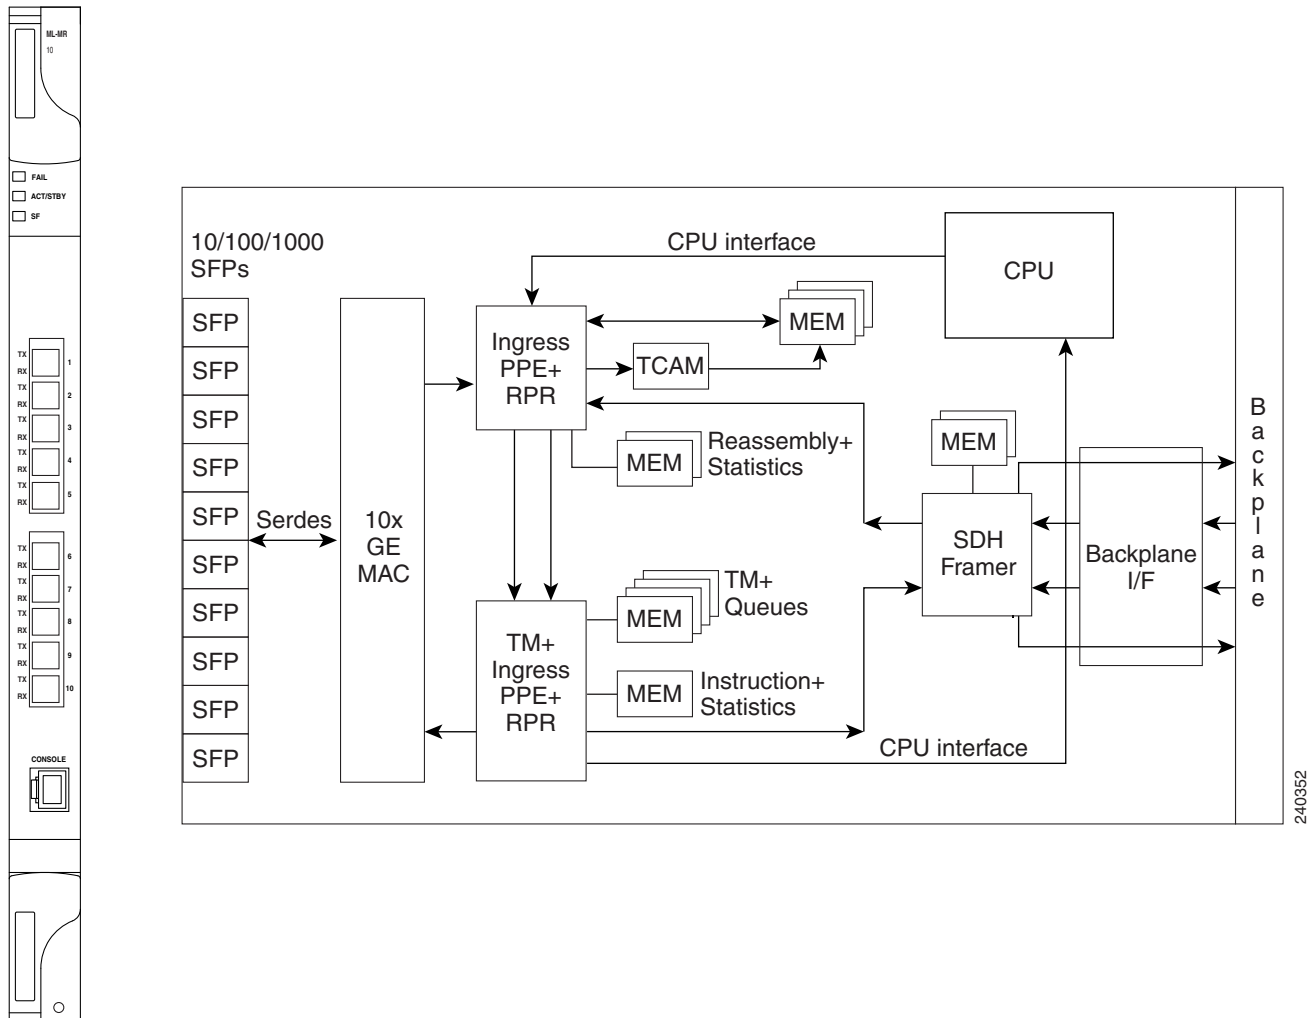 ML-MR
10
FAIL
ACT/STBY
SF
TX
1
RX
TX
2
RX
TX
3
RX
TX
4
RX
TX
5
RX
TX
6
RX
TX
7
RX
TX
8
RX
TX
9
RX
TX
10
RX
CONSOLE
10/100/1000
SFPs
SFP
SFP
SFP
SFP
SFP
SFP
SFP
SFP
SFP
SFP
Serdes
10x
GE
MAC
CPU interface
CPU
Ingress
PPE+
RPR
MEM
TCAM
MEM
Reassembly+
Statistics
MEM
SDH
Framer
Backplane
I/F
Backplane
TM+
Ingress
PPE+
RPR
MEM
TM+
Queues
MEM
Instruction+
Statistics
CPU interface
240352